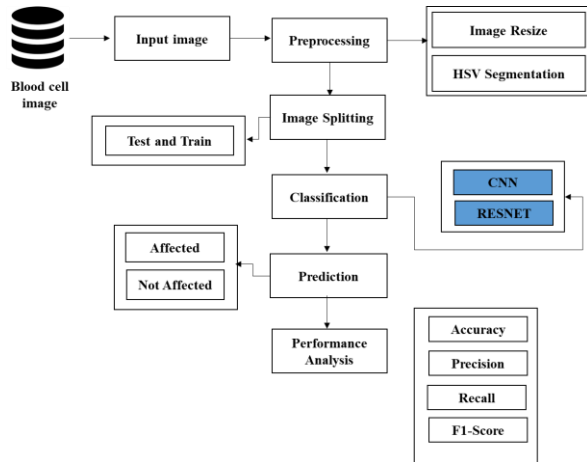 Blood cell
image
Input image
Preprocessing
Image Resize
HSV Segmentation
Image Splitting
Test and Train
Classification
CNN
RESNET
Affected
Not Affected
Prediction
Performance
Analysis
Accuracy
Precision
Recall
F1-Score